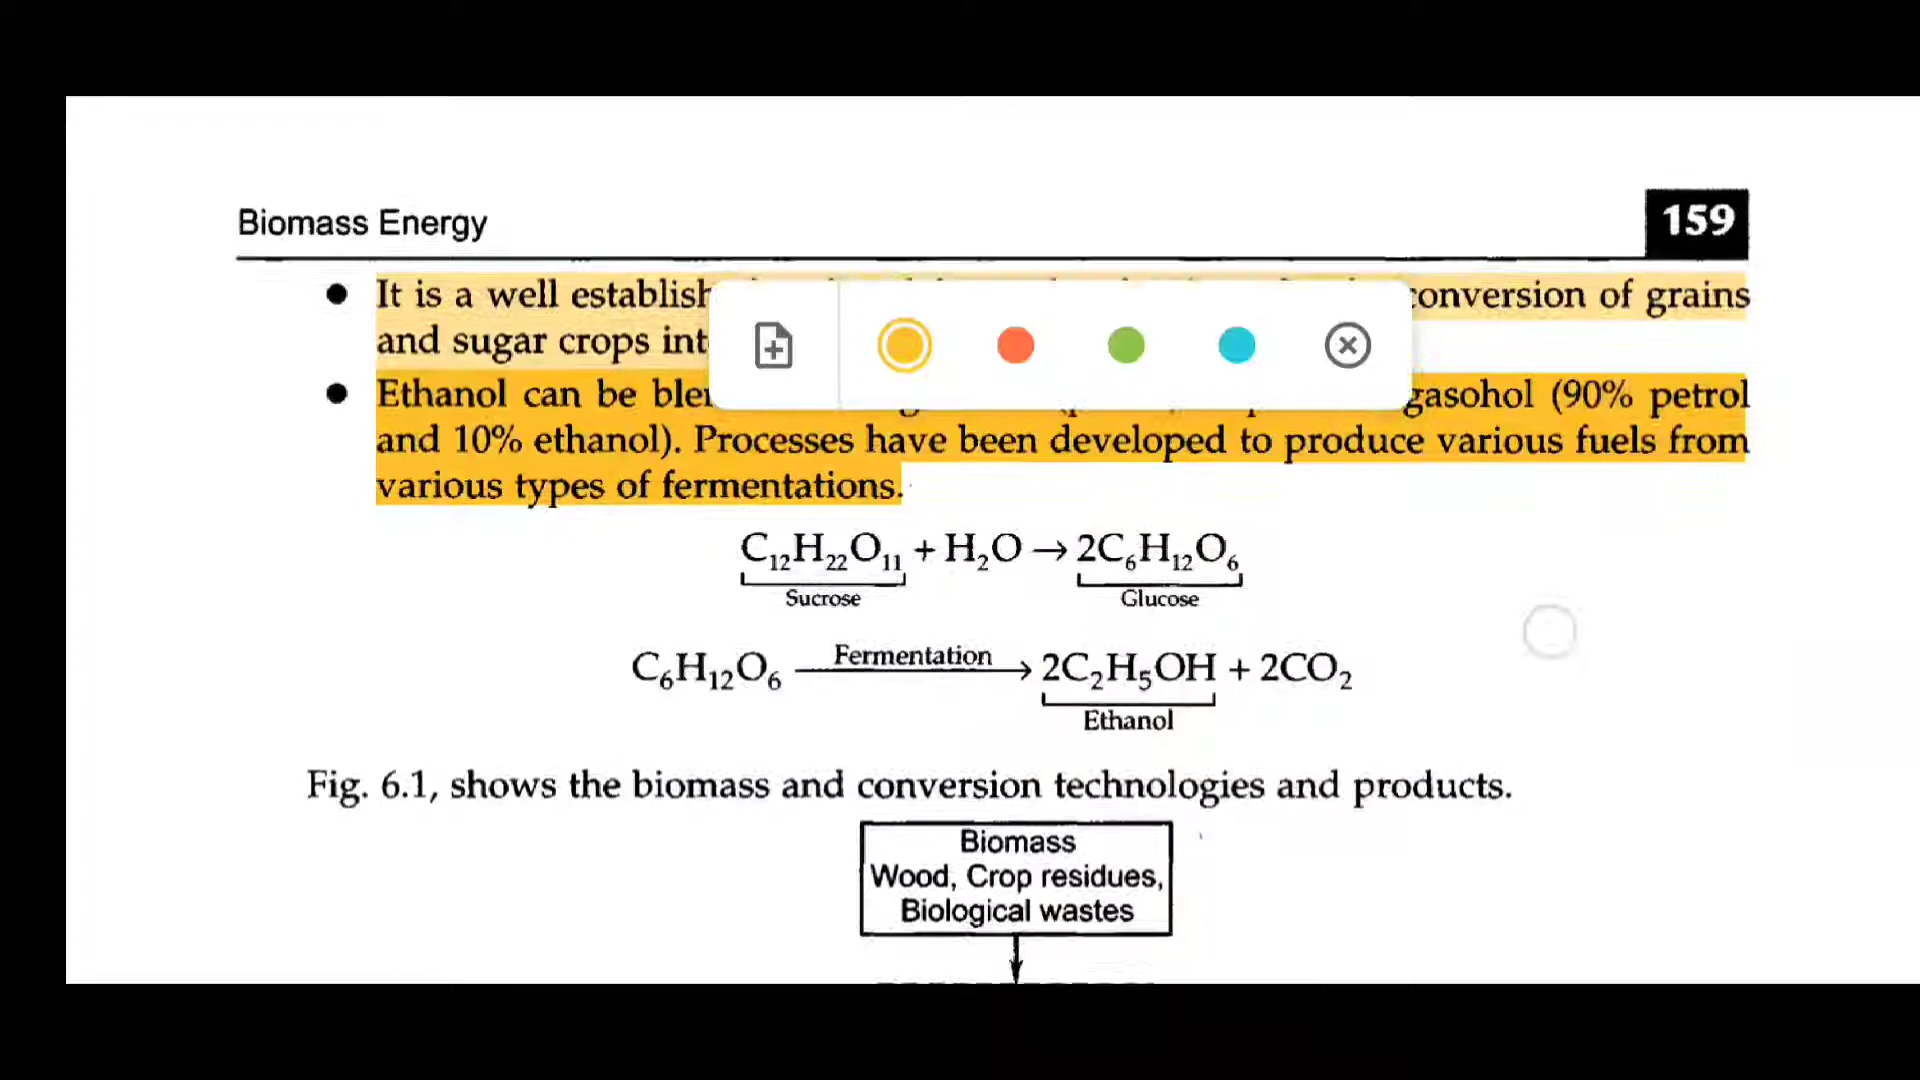 Biomass Energy
159
It is a well establish conversion of grains
and sugar crops int
Ethanol can be gasohol (90% petrol
and 10% ethanol). Processes have been developed to produce various fuels from
various types of fermentations.
C₁₂H₂₂O₁₁ + H₂O → 2C₆H₁₂O₆
Sucrose Glucose
C₆H₁₂O₆ Fermentation → 2C₂H₅OH + 2CO₂
Ethanol
Fig. 6.1, shows the biomass and conversion technologies and products.
Biomass
Wood, Crop residues,
Biological wastes